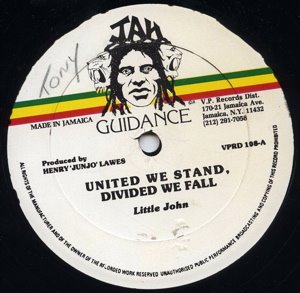 Tony
JAH
GUIDANCE
MADE IN JAMAICA
V.P. Records Dist.
170-21 Jamaica Ave.
Jamaica, N.Y. 11432
(212) 291-7058
Produced by
HENRY 'JUNJO' LAWES
VPRD 108-A
UNITED WE STAND,
DIVIDED WE FALL
Little John
ALL RIGHTS OF THE MANUFACTURER AND OF THE OWNER OF THE RECORDED WORK RESERVED UNAUTHORISED PUBLIC PERFORMANCE BROADCASTING AND COPYING OF THIS RECORD PROHIBITED